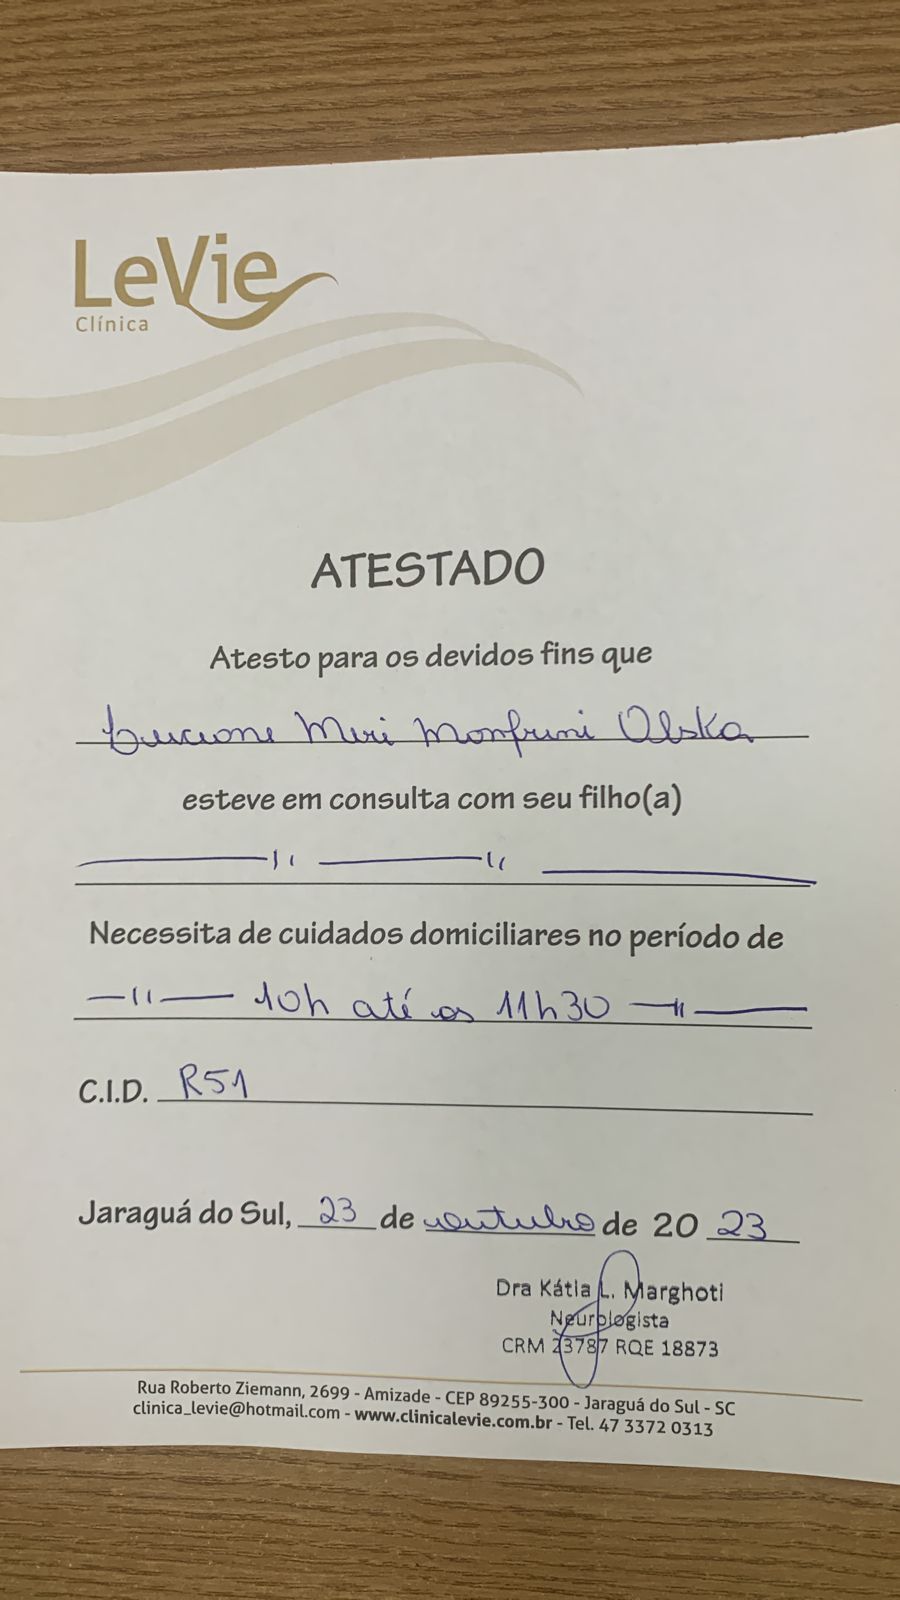 LeVie
Clínica
ATESTADO
Atesto para os devidos fins que
Lucione Meri Monfrini Olska
esteve em consulta com seu filho(a)
Necessita de cuidados domiciliares no período de
10h até os 11h30
C.I.D. R51
Jaraguá do Sul, 23 de outubro de 20 23
Dra Kátia L. Marghoti
Neurologista
CRM 23787 RQE 18873
Rua Roberto Ziemann, 2699 - Amizade - CEP 89255-300 - Jaraguá do Sul - SC
clinica_levie@hotmail.com - www.clinicalevie.com.br - Tel. 47 3372 0313